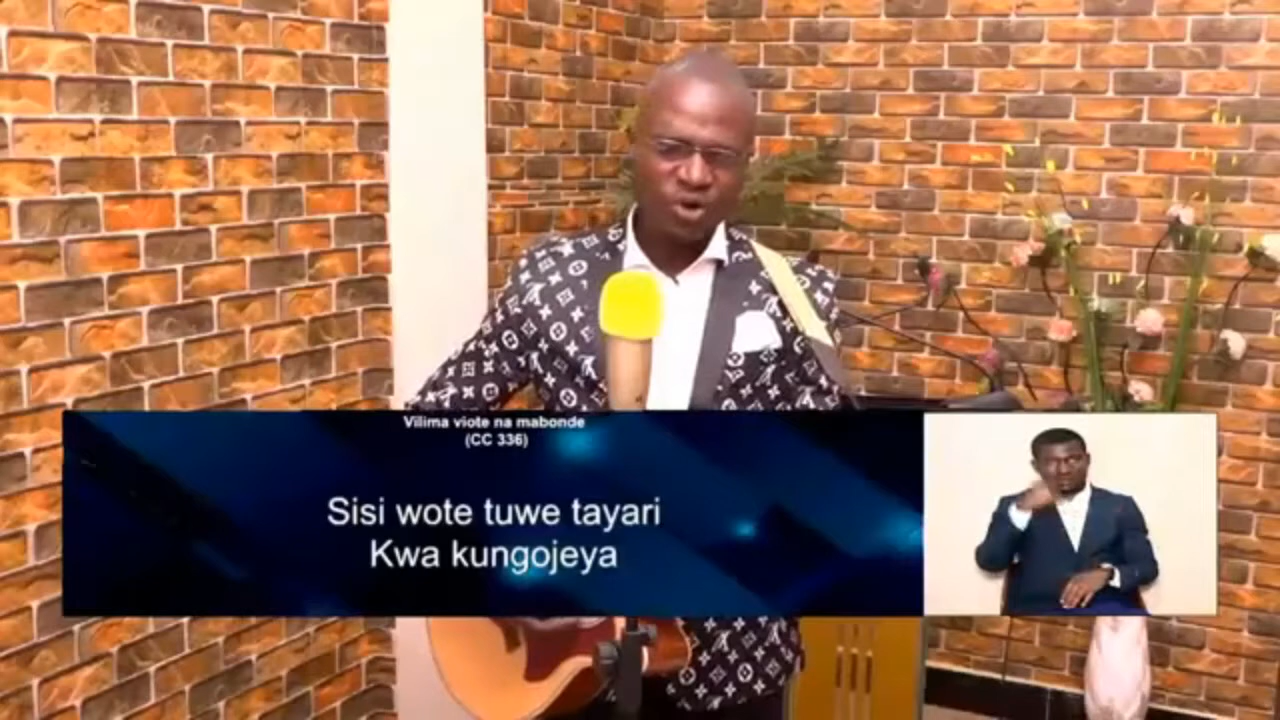 Vilima viote na mabonde
(CC 336)
Sisi wote tuwe tayari
Kwa kungojeya